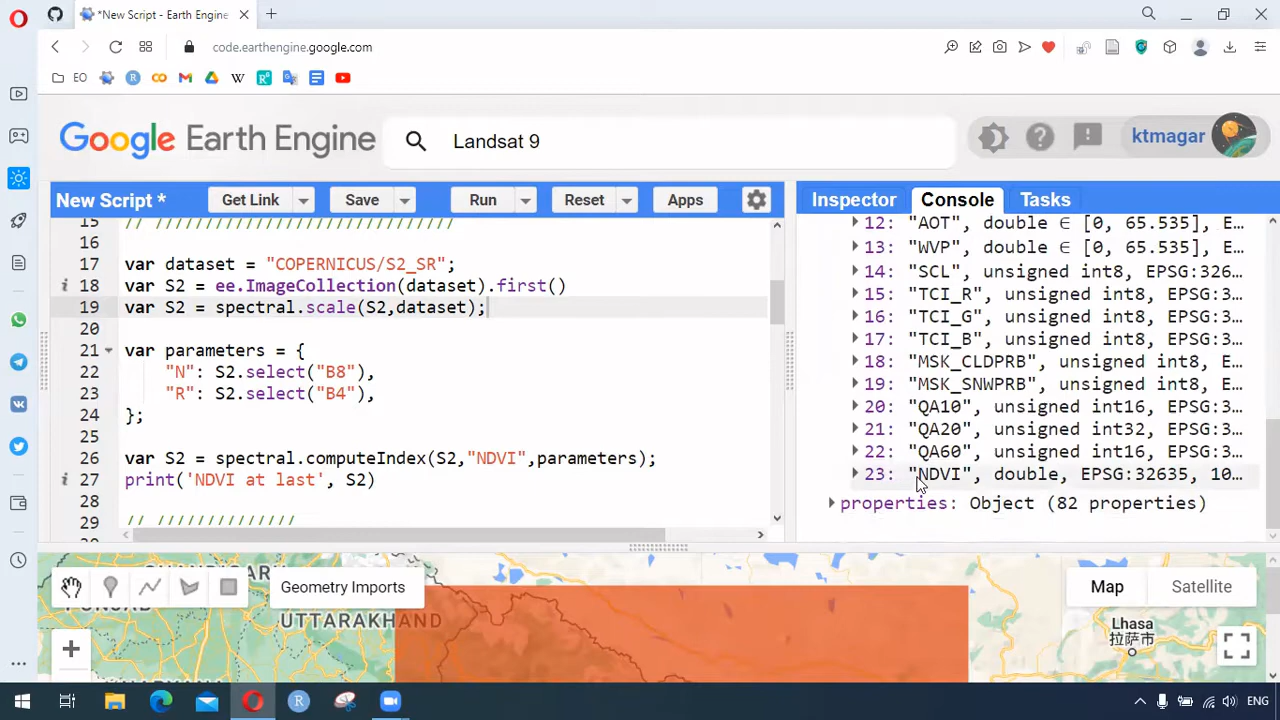 *New Script - Earth Engine
code.earthengine.google.com
EO
Google Earth Engine
Landsat 9
ktmagar
New Script *
Get Link
Save
Run
Reset
Apps
Inspector
Console
Tasks
15 // ////////////////////////////
16
17 var dataset = "COPERNICUS/S2_SR";
18 var S2 = ee.ImageCollection(dataset).first()
19 var S2 = spectral.scale(S2,dataset);
20
21 var parameters = {
22 "N": S2.select("B8"),
23 "R": S2.select("B4"),
24 };
25
26 var S2 = spectral.computeIndex(S2,"NDVI",parameters);
27 print('NDVI at last', S2)
28
29 // //////////////
12: "AOT", double ∈ [0, 65.535], E…
13: "WVP", double ∈ [0, 65.535], E…
14: "SCL", unsigned int8, EPSG:326…
15: "TCI_R", unsigned int8, EPSG:3…
16: "TCI_G", unsigned int8, EPSG:3…
17: "TCI_B", unsigned int8, EPSG:3…
18: "MSK_CLDPRB", unsigned int8, E…
19: "MSK_SNWPRB", unsigned int8, E…
20: "QA10", unsigned int16, EPSG:3…
21: "QA20", unsigned int32, EPSG:3…
22: "QA60", unsigned int16, EPSG:3…
23: "NDVI", double, EPSG:32635, 10…
properties: Object (82 properties)
Geometry Imports
UTTARAKHAND
Map
Satellite
Lhasa
拉萨市
ENG